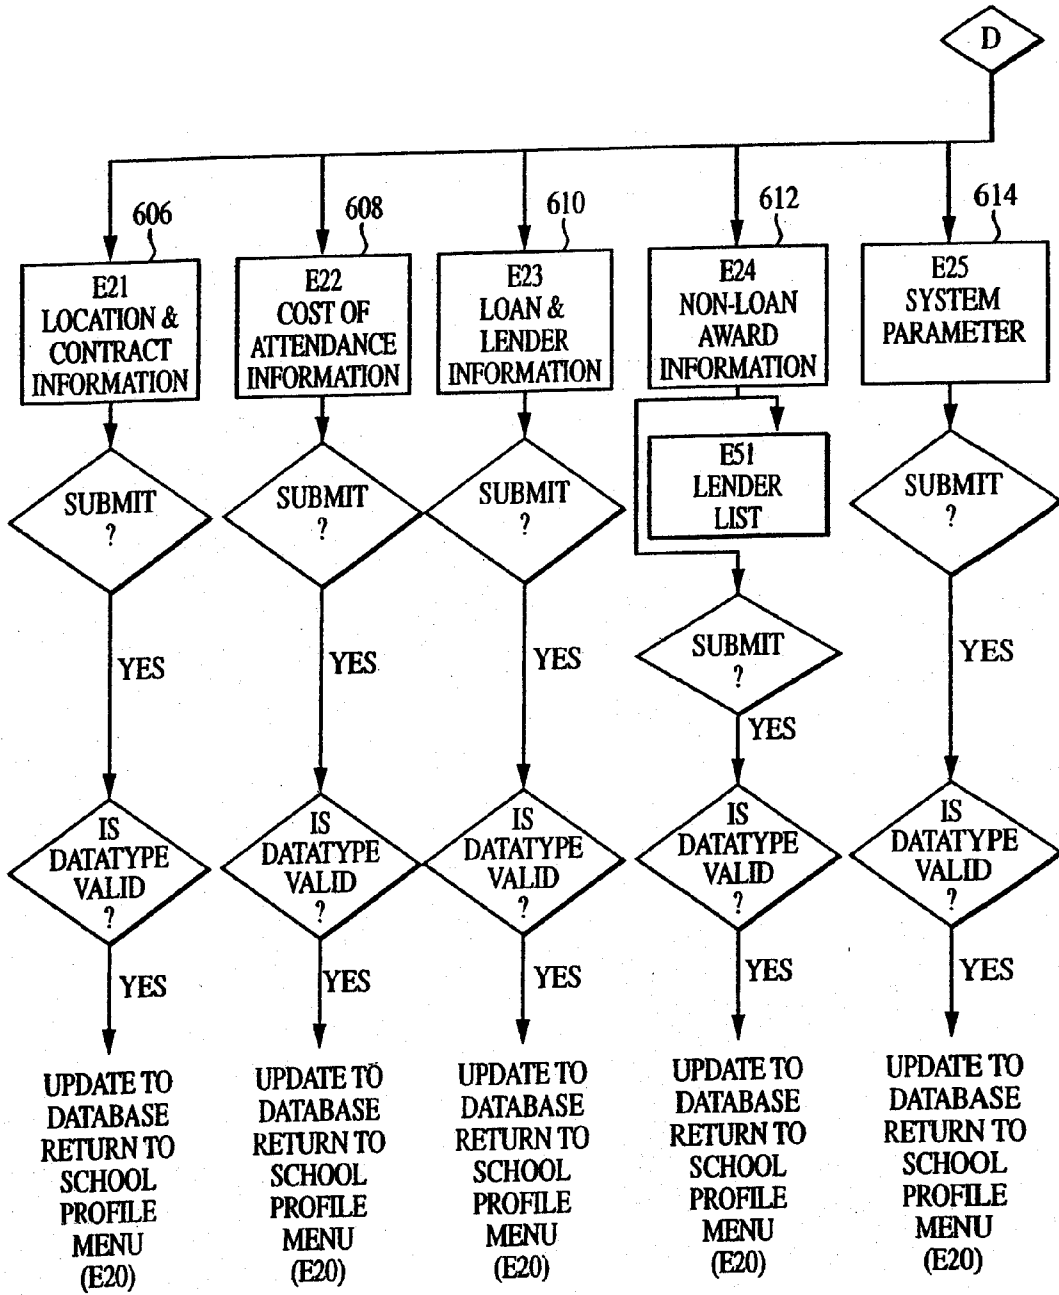 D
606
E21
LOCATION &
CONTRACT
INFORMATION
SUBMIT
?
YES
IS
DATATYPE
VALID
?
YES
UPDATE TO
DATABASE
RETURN TO
SCHOOL
PROFILE
MENU
(E20)
608
E22
COST OF
ATTENDANCE
INFORMATION
SUBMIT
?
YES
IS
DATATYPE
VALID
?
YES
UPDATE TO
DATABASE
RETURN TO
SCHOOL
PROFILE
MENU
(E20)
610
E23
LOAN &
LENDER
INFORMATION
SUBMIT
?
YES
IS
DATATYPE
VALID
?
YES
UPDATE TO
DATABASE
RETURN TO
SCHOOL
PROFILE
MENU
(E20)
612
E24
NON-LOAN
AWARD
INFORMATION
E51
LENDER
LIST
SUBMIT
?
YES
IS
DATATYPE
VALID
?
YES
UPDATE TO
DATABASE
RETURN TO
SCHOOL
PROFILE
MENU
(E20)
614
E25
SYSTEM
PARAMETER
SUBMIT
?
YES
IS
DATATYPE
VALID
?
YES
UPDATE TO
DATABASE
RETURN TO
SCHOOL
PROFILE
MENU
(E20)